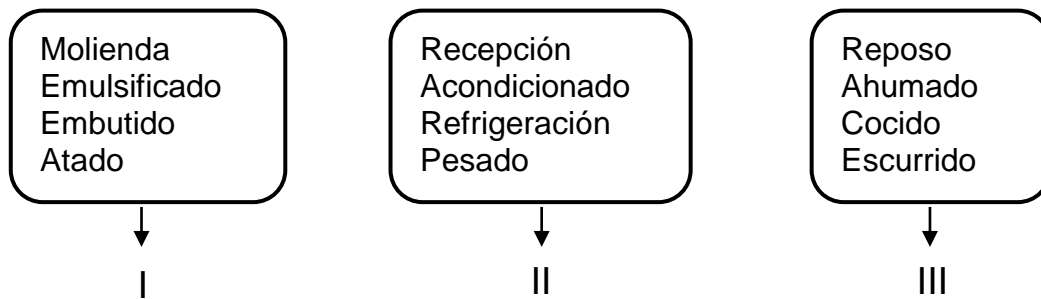 Molienda
Emulsificado
Embutido
Atado
I
Recepción
Acondicionado
Refrigeración
Pesado
II
Reposo
Ahumado
Cocido
Escurrido
III